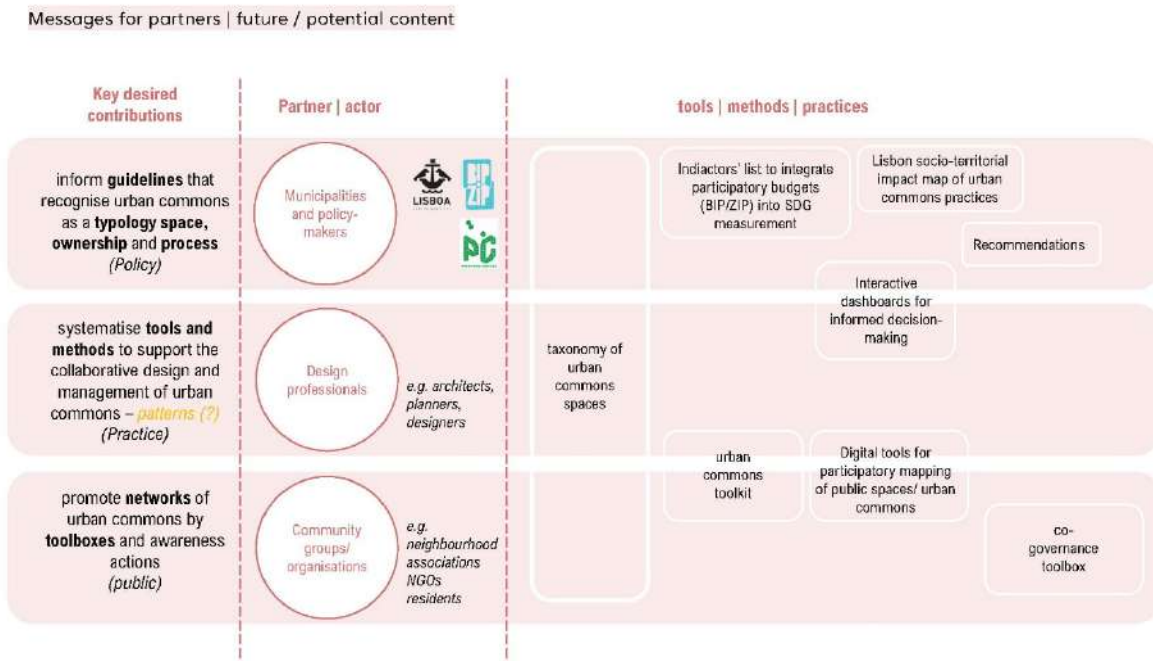 Messages for partners | future / potential content
Key desired
contributions
Partner | actor
tools | methods | practices
inform guidelines that
recognise urban commons
as a typology space,
ownership and process
(Policy)
Municipalities
and policy-
makers
LISBOA
ZIP
PC
Indiactors' list to integrate
participatory budgets
(BIP/ZIP) into SDG
measurement
Lisbon socio-territorial
impact map of urban
commons practices
Recommendations
Interactive
dashboards for
informed decision-
making
systematise tools and
methods to support the
collaborative design and
management of urban
commons – patterns (?)
(Practice)
Design
professionals
e.g. architects,
planners,
designers
taxonomy of
urban
commons
spaces
urban
commons
toolkit
Digital tools for
participatory mapping
of public spaces/ urban
commons
promote networks of
urban commons by
toolboxes and awareness
actions
(public)
Community
groups/
organisations
e.g.
neighbourhood
associations
NGOs
residents
co-
governance
toolbox